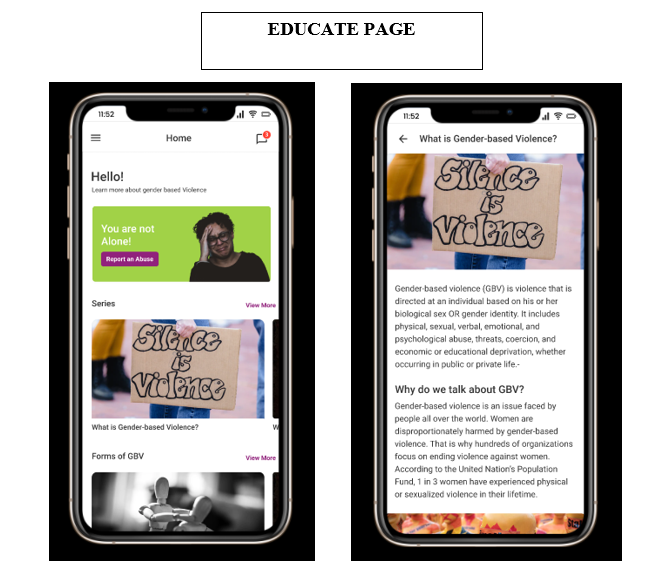 EDUCATE PAGE
11:52
Home
3
Hello!
Learn more about gender based Violence
You are not
Alone!
Report an Abuse
Series
View More
Silence
is
Violence
What is Gender-based Violence?
W
Forms of GBV
View More
11:52
What is Gender-based Violence?
Silence
is
Violence
Gender-based violence (GBV) is violence that is
directed at an individual based on his or her
biological sex OR gender identity. It includes
physical, sexual, verbal, emotional, and
psychological abuse, threats, coercion, and
economic or educational deprivation, whether
occurring in public or private life.-
Why do we talk about GBV?
Gender-based violence is an issue faced by
people all over the world. Women are
disproportionately harmed by gender-based
violence. That is why hundreds of organizations
focus on ending violence against women.
According to the United Nation's Population
Fund, 1 in 3 women have experienced physical
or sexualized violence in their lifetime.